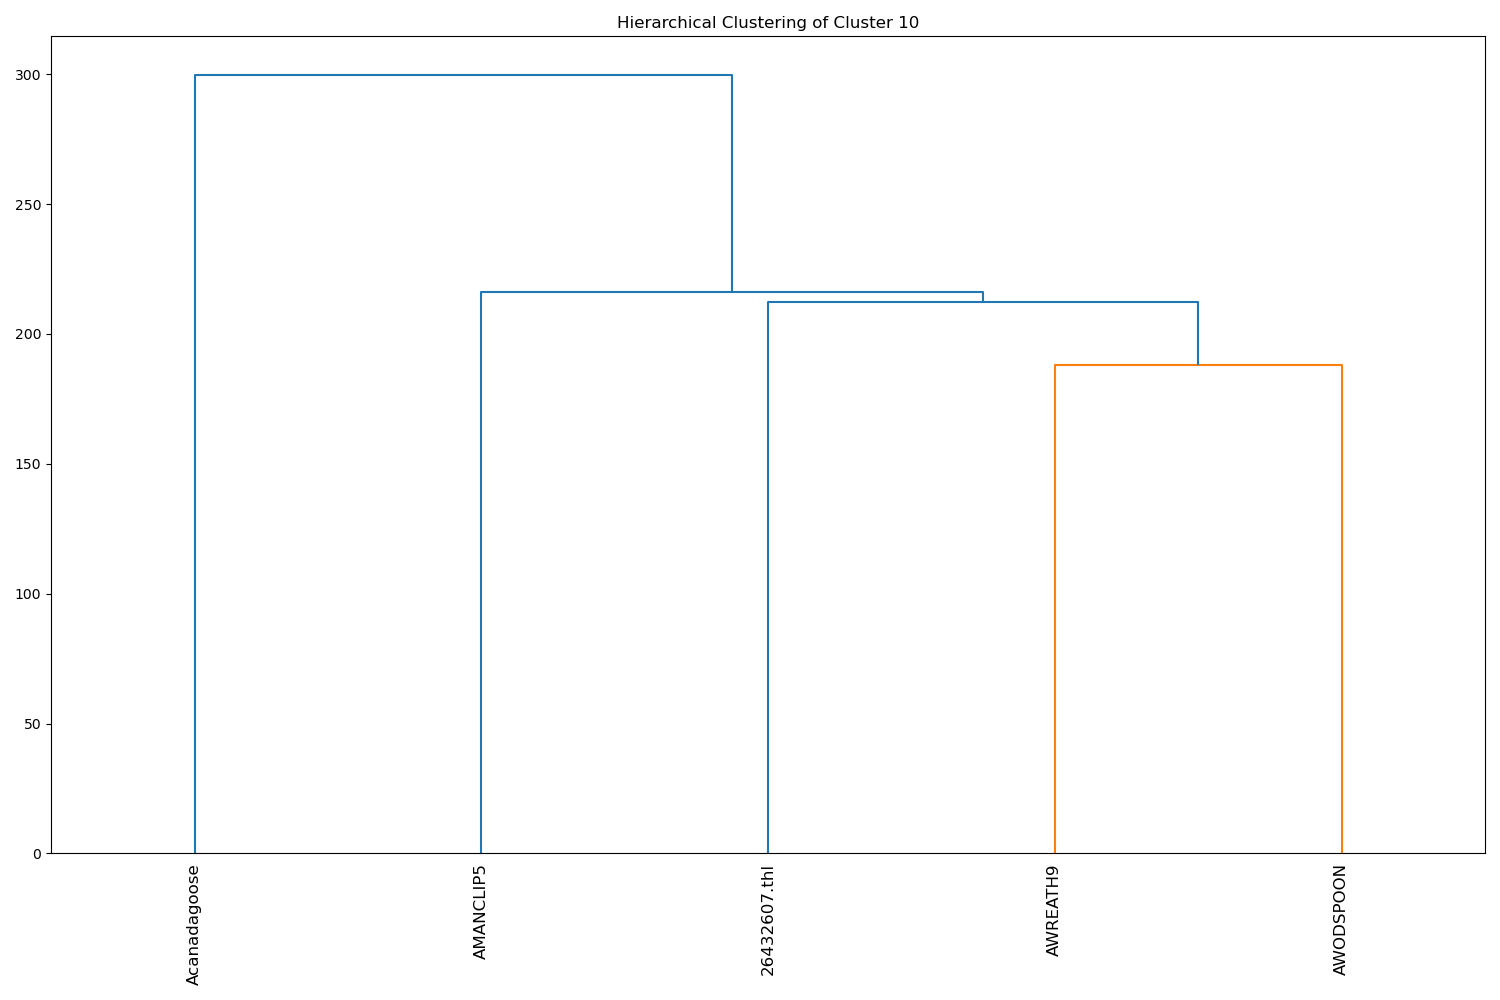 Hierarchical Clustering of Cluster 10
300
250
200
150
100
50
0
Acanadagoose
AMANCLIP5
26432607.thl
AWREATH9
AWODSPOON